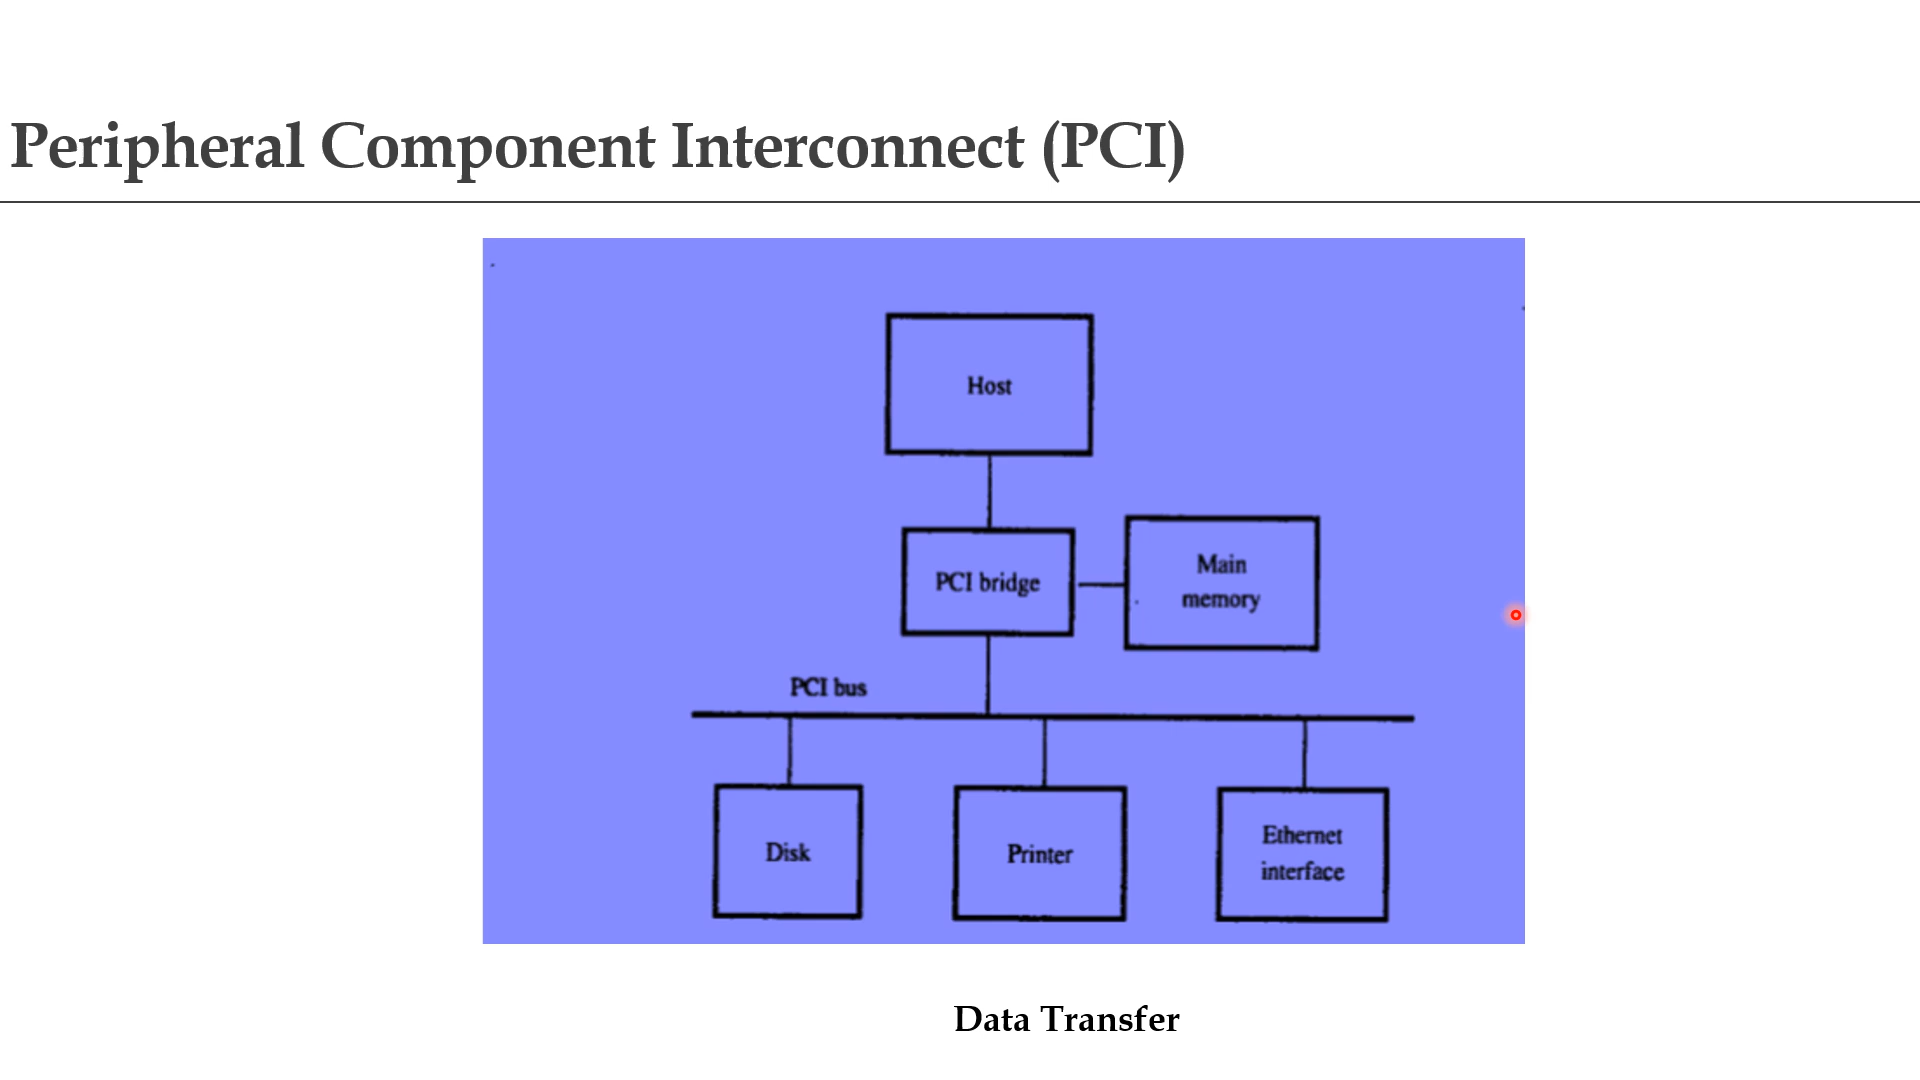 Peripheral Component Interconnect (PCI)
Host
PCI bridge
Main
memory
PCI bus
Disk
Printer
Ethernet
interface
Data Transfer